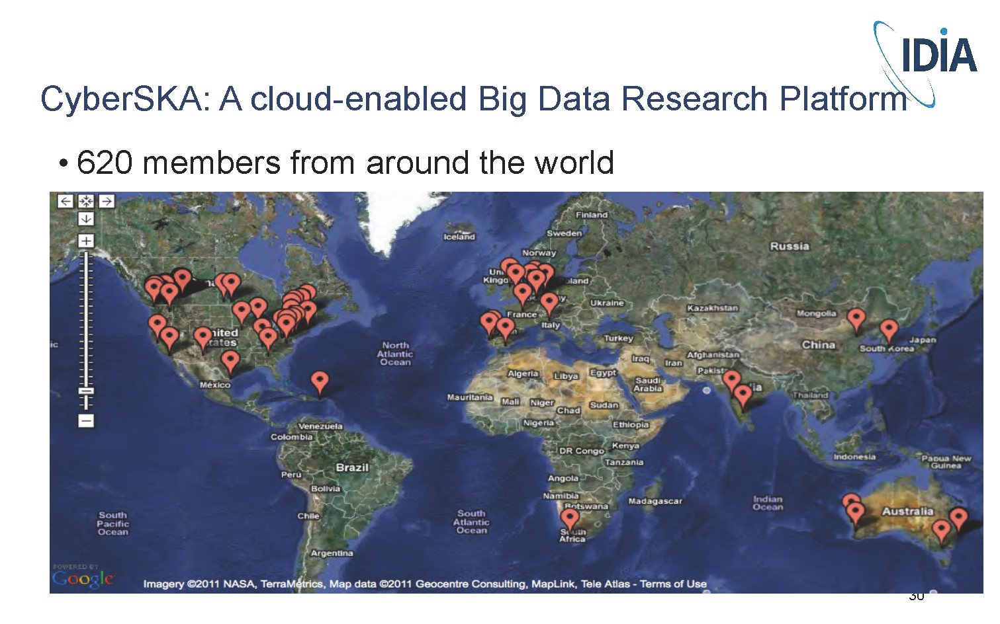 IDIA
CyberSKA: A cloud-enabled Big Data Research Platform
• 620 members from around the world
Finland
Iceland
Sweden
Russia
Norway
Kingd
oland
Ukraine
Kazakhstan
Mongolia
France
Italy
nited
tates
North
Atlantic
Ocean
Turkey
China
Japan
South Korea
Afghanistan
Iraq
Iran
Pakist
Algeria
Libya
Egypt
Saudi
Arabia
México
Mauritania
Mali
Niger
Chad
Sudan
Thailand
Nigeria
Ethiopia
Venezuela
Colombia
DR Congo
Kenya
Tanzania
Indonesia
Papua New
Guinea
Brazil
Perú
Angola
Bolivia
Namibia
Botswana
Madagascar
Indian
Ocean
Australia
South
Pacific
Ocean
Chile
South
Atlantic
Ocean
South
Africa
Argentina
POWERED BY
Google
Imagery ©2011 NASA, TerraMetrics, Map data ©2011 Geocentre Consulting, MapLink, Tele Atlas - Terms of Use
30